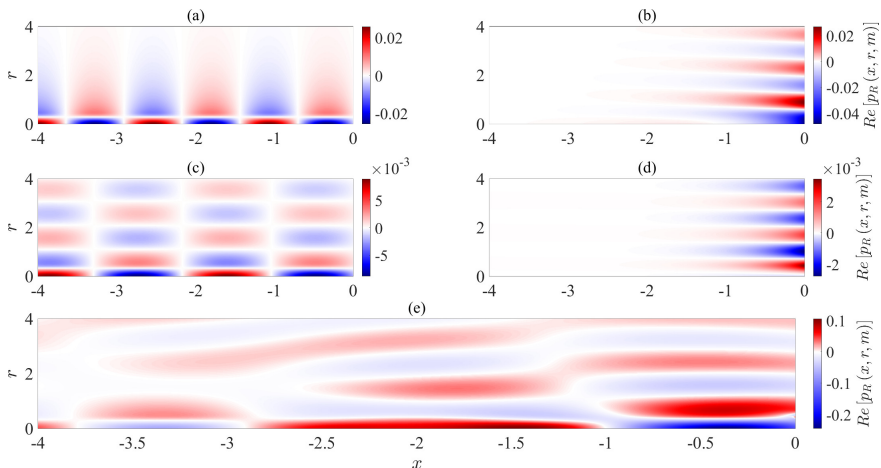 (a) (b)
4 2 0 r -4 -3 -2 -1 0 0.02 0 -0.02
4 2 0 -4 -3 -2 -1 0 0.02 0 -0.02 -0.04 Re [p_R (x, r, m)]
(c) (d)
4 2 0 r -4 -3 -2 -1 0 ×10^-3 5 0 -5
4 2 0 -4 -3 -2 -1 0 ×10^-3 2 0 -2 Re [p_R (x, r, m)]
(e)
4 2 0 r 0.1 0 -0.1 -0.2 Re [p_R (x, r, m)]
-4 -3.5 -3 -2.5 -2 -1.5 -1 -0.5 0
x